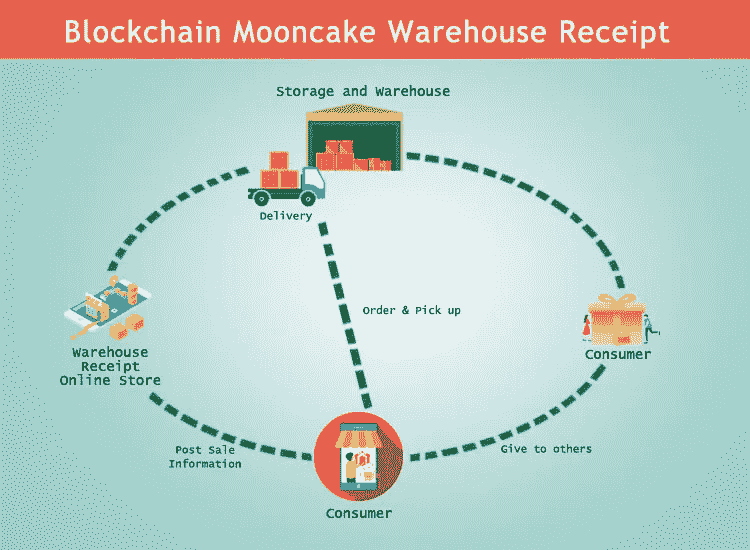 Blockchain Mooncake Warehouse Receipt
Storage and Warehouse
Delivery
Order & Pick up
Warehouse
Receipt
Online Store
Consumer
Post Sale
Information
Give to others
Consumer